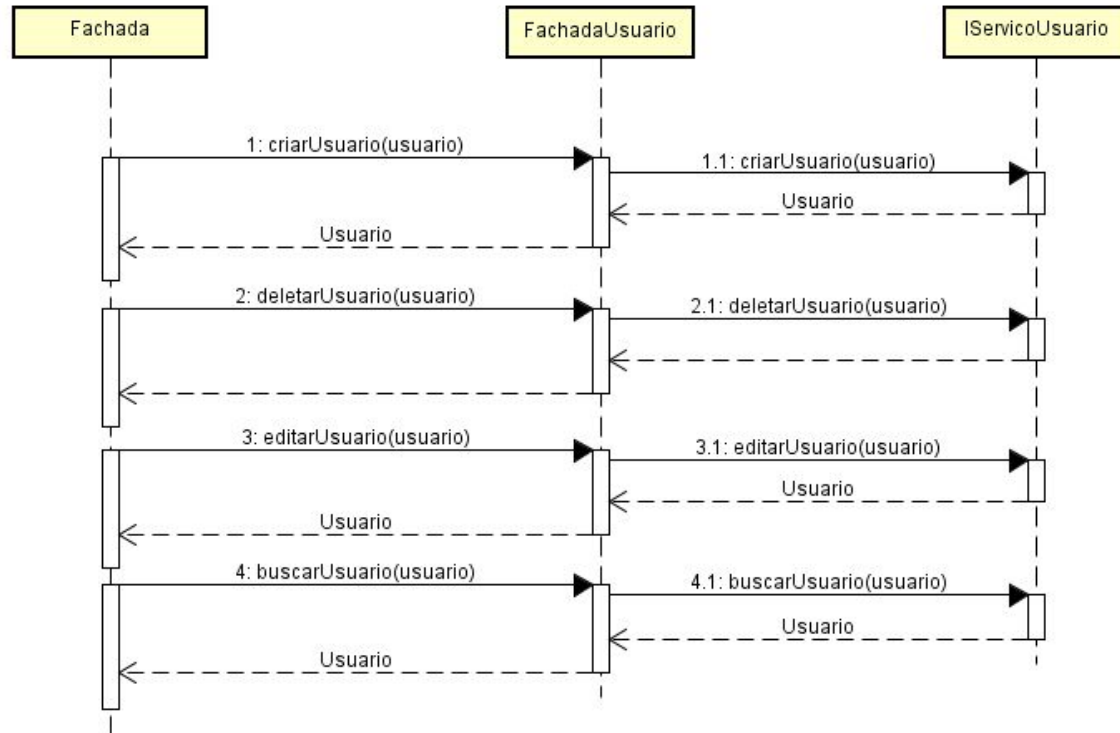 Fachada
FachadaUsuario
IServicoUsuario
1: criarUsuario(usuario)
1.1: criarUsuario(usuario)
Usuario
Usuario
2: deletarUsuario(usuario)
2.1: deletarUsuario(usuario)
3: editarUsuario(usuario)
3.1: editarUsuario(usuario)
Usuario
Usuario
4: buscarUsuario(usuario)
4.1: buscarUsuario(usuario)
Usuario
Usuario